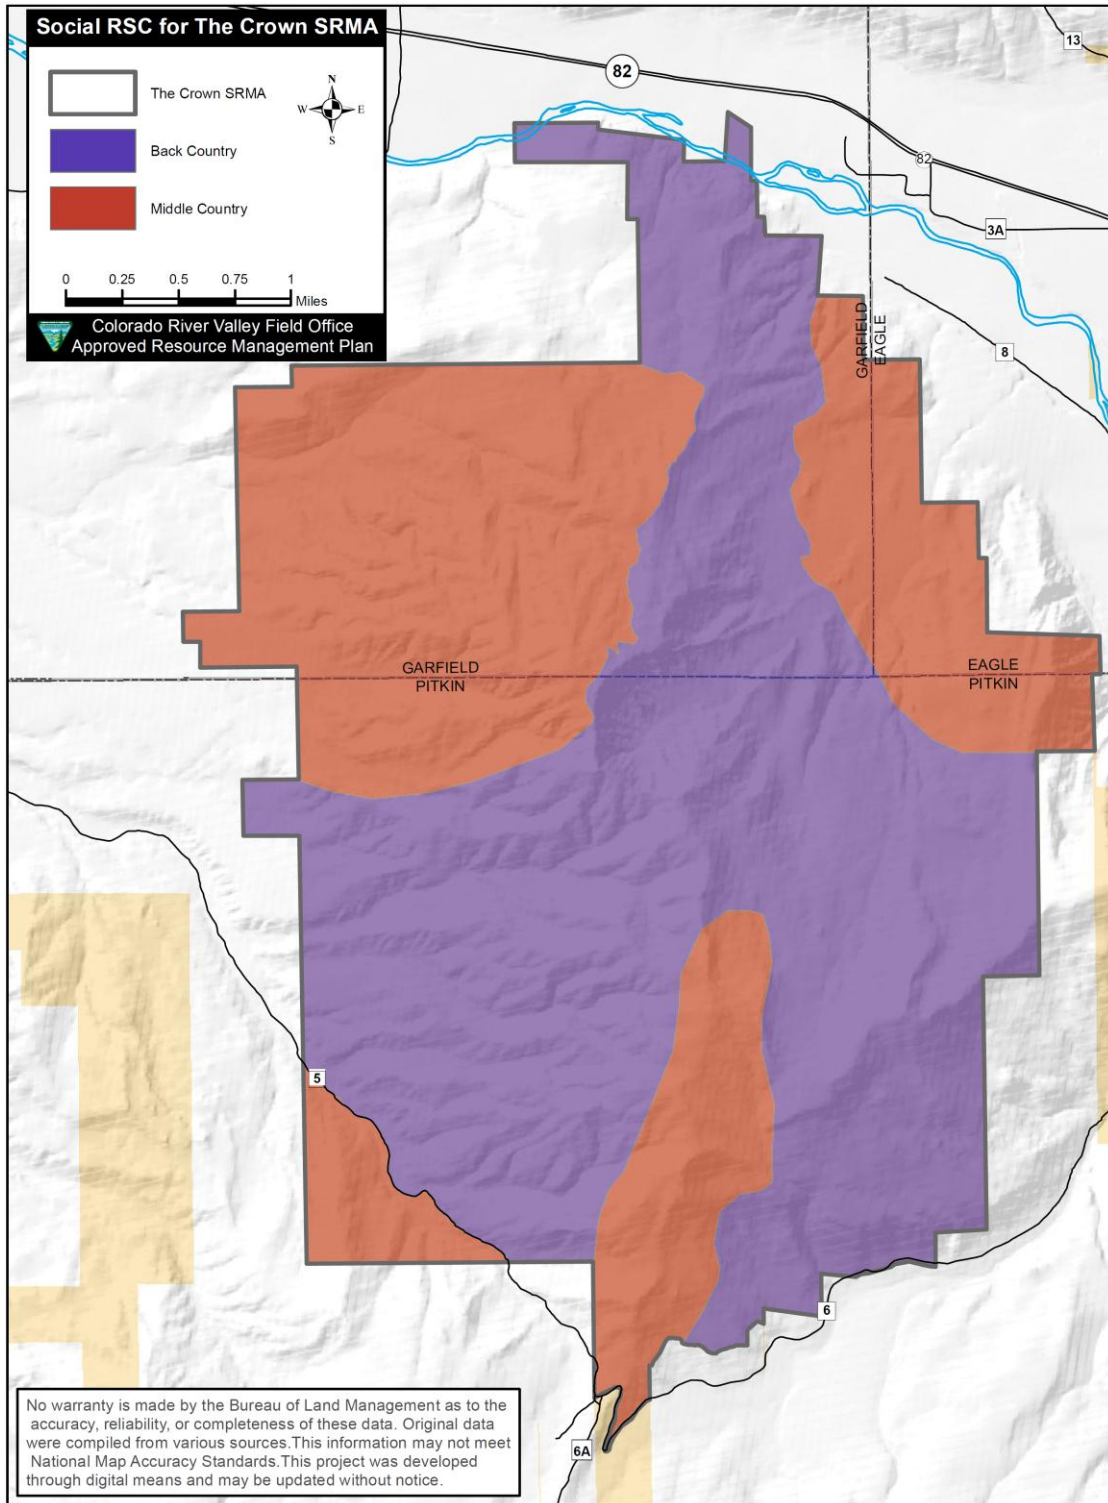 Social RSC for The Crown SRMA
The Crown SRMA
Back Country
Middle Country
N
W E
S
0 0.25 0.5 0.75 1
Miles
Colorado River Valley Field Office
Approved Resource Management Plan
82
13
82
3A
8
GARFIELD
EAGLE
GARFIELD
PITKIN
EAGLE
PITKIN
5
6
6A
No warranty is made by the Bureau of Land Management as to the
accuracy, reliability, or completeness of these data. Original data
were compiled from various sources.This information may not meet
National Map Accuracy Standards.This project was developed
through digital means and may be updated without notice.